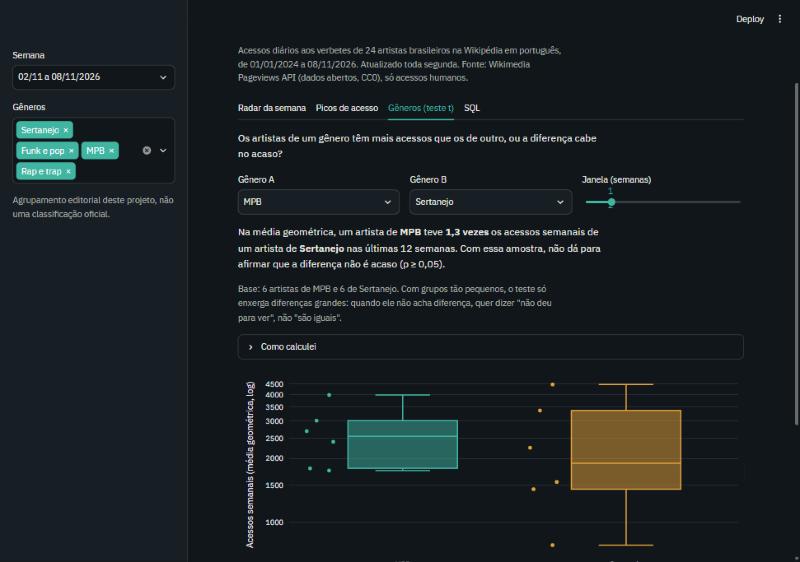 Deploy
Semana
02/11 a 08/11/2026
Gêneros
Sertanejo ×
Funk e pop × MPB ×
Rap e trap ×
Agrupamento editorial deste projeto, não
uma classificação oficial.
Acessos diários aos verbetes de 24 artistas brasileiros na Wikipédia em português,
de 01/01/2024 a 08/11/2026. Atualizado toda segunda. Fonte: Wikimedia
Pageviews API (dados abertos, CC0), só acessos humanos.
Radar da semana Picos de acesso Gêneros (teste t) SQL
Os artistas de um gênero têm mais acessos que os de outro, ou a diferença cabe
no acaso?
Gênero A Gênero B Janela (semanas)
MPB Sertanejo
Na média geométrica, um artista de MPB teve 1,3 vezes os acessos semanais de
um artista de Sertanejo nas últimas 12 semanas. Com essa amostra, não dá para
afirmar que a diferença não é acaso (p ≥ 0,05).
Base: 6 artistas de MPB e 6 de Sertanejo. Com grupos tão pequenos, o teste só
enxerga diferenças grandes: quando ele não acha diferença, quer dizer "não deu
para ver", não "são iguais".
Como calculei
Acessos semanais (média geométrica, log)
4500
4000
3500
3000
2500
2000
1500
1000